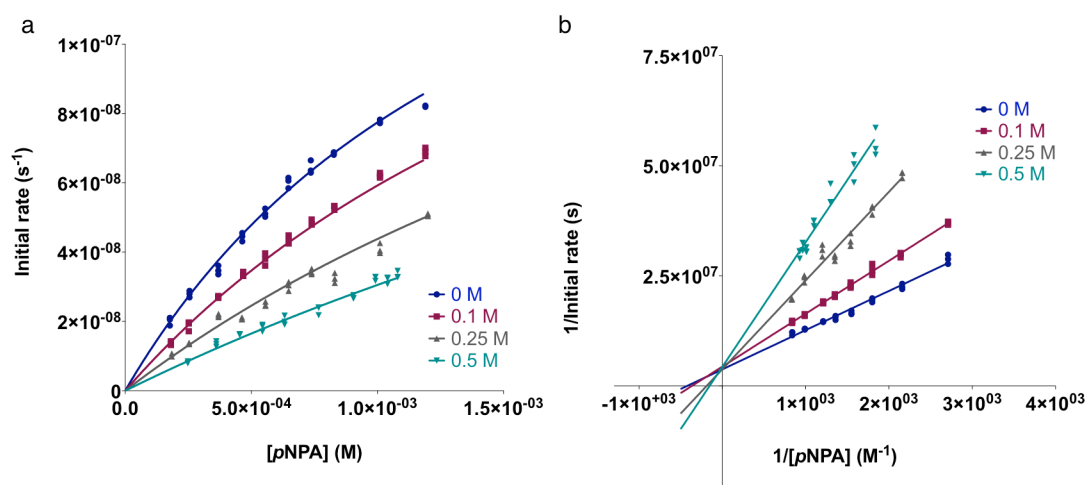 a
1×10-07
8×10-08
6×10-08
4×10-08
2×10-08
0
Initial rate (s-1)
0.0
5.0×10-04
1.0×10-03
1.5×10-03
[pNPA] (M)
0 M
0.1 M
0.25 M
0.5 M
b
7.5×1007
5.0×1007
2.5×1007
1/Initial rate (s)
-1×10+03
1×1003
2×1003
3×1003
4×1003
1/[pNPA] (M-1)
0 M
0.1 M
0.25 M
0.5 M